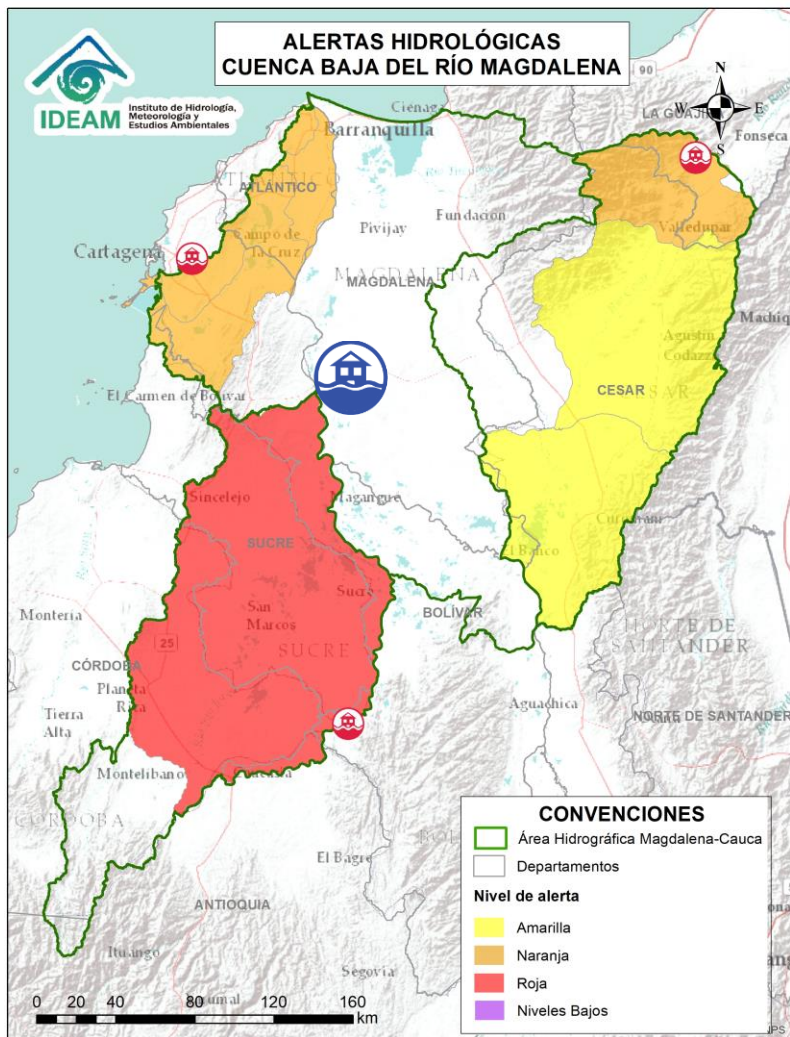 ALERTAS HIDROLÓGICAS
CUENCA BAJA DEL RÍO MAGDALENA
IDEAM
Instituto de Hidrología,
Meteorología y
Estudios Ambientales
N
W
E
S
90
LA GUAJIRA
Fonseca
Ciénaga
Barranquilla
ATLÁNTICO
Campo de
la Cruz
Pivijay
Fundación
Valledupar
Cartagena
MAGDALENA
MAGDALENA
Agustín
Codazzi
CESAR
El Carmen de Bolívar
Sincelejo
Magangué
SUCRE
El Banco
Sucre
BOLÍVAR
San
Marcos
SUCRE
Montería
25
CÓRDOBA
Planeta
Rica
NORTE DE
SANTANDER
Aguachica
NORTE DE SANTANDER
Tierra
Alta
Montelíbano
CÓRDOBA
El Bagre
ANTIOQUIA
Ituango
Segovia
0 20 40 80 120 160
km
CONVENCIONES
Área Hidrográfica Magdalena-Cauca
Departamentos
Nivel de alerta
Amarilla
Naranja
Roja
Niveles Bajos